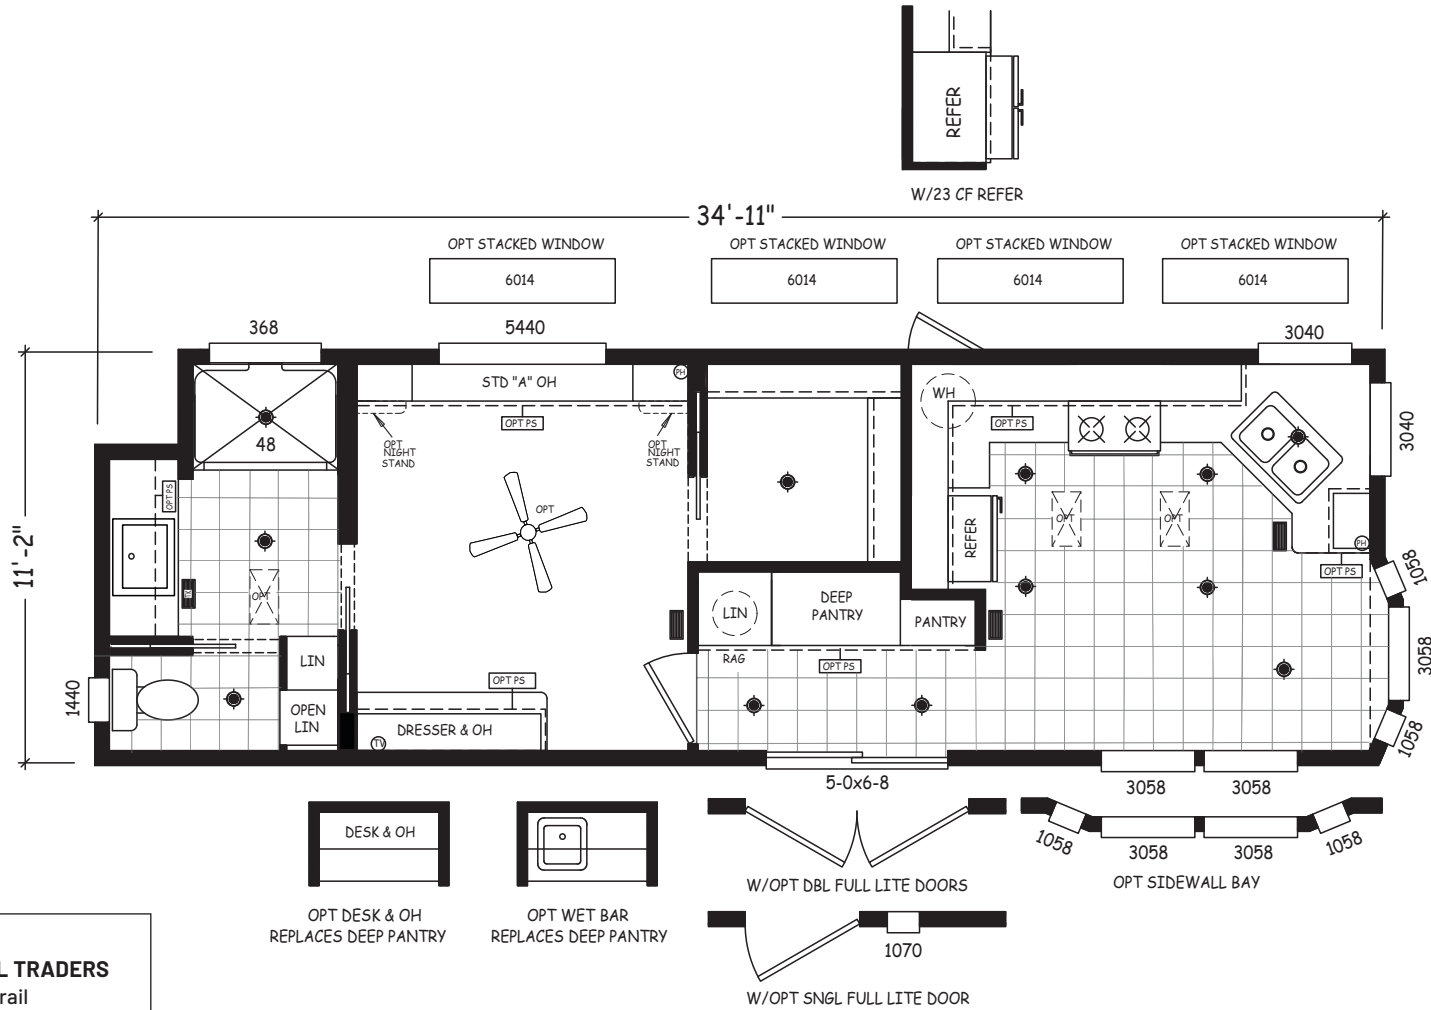 REFER
W/23 CF REFER
34'-11"
OPT STACKED WINDOW
OPT STACKED WINDOW
OPT STACKED WINDOW
OPT STACKED WINDOW
6014
6014
6014
6014
368
5440
3040
STD "A" OH
PH
OPT PS
OPT NIGHT STAND
OPT NIGHT STAND
WH
OPT PS
3040
48
OPT PS
OPT
11'-2"
REFER
OPT
OPT
PH
OPT PS
1058
TV
OPT
LIN
DEEP
PANTRY
PANTRY
RAG
OPT PS
3058
LIN
OPEN
LIN
1440
OPT PS
DRESSER & OH
TV
1058
5-0x6-8
3058
3058
DESK & OH
OPT DESK & OH
REPLACES DEEP PANTRY
OPT WET BAR
REPLACES DEEP PANTRY
W/OPT DBL FULL LITE DOORS
1058
3058
3058
1058
OPT SIDEWALL BAY
1070
W/OPT SNGL FULL LITE DOOR
L TRADERS
rail